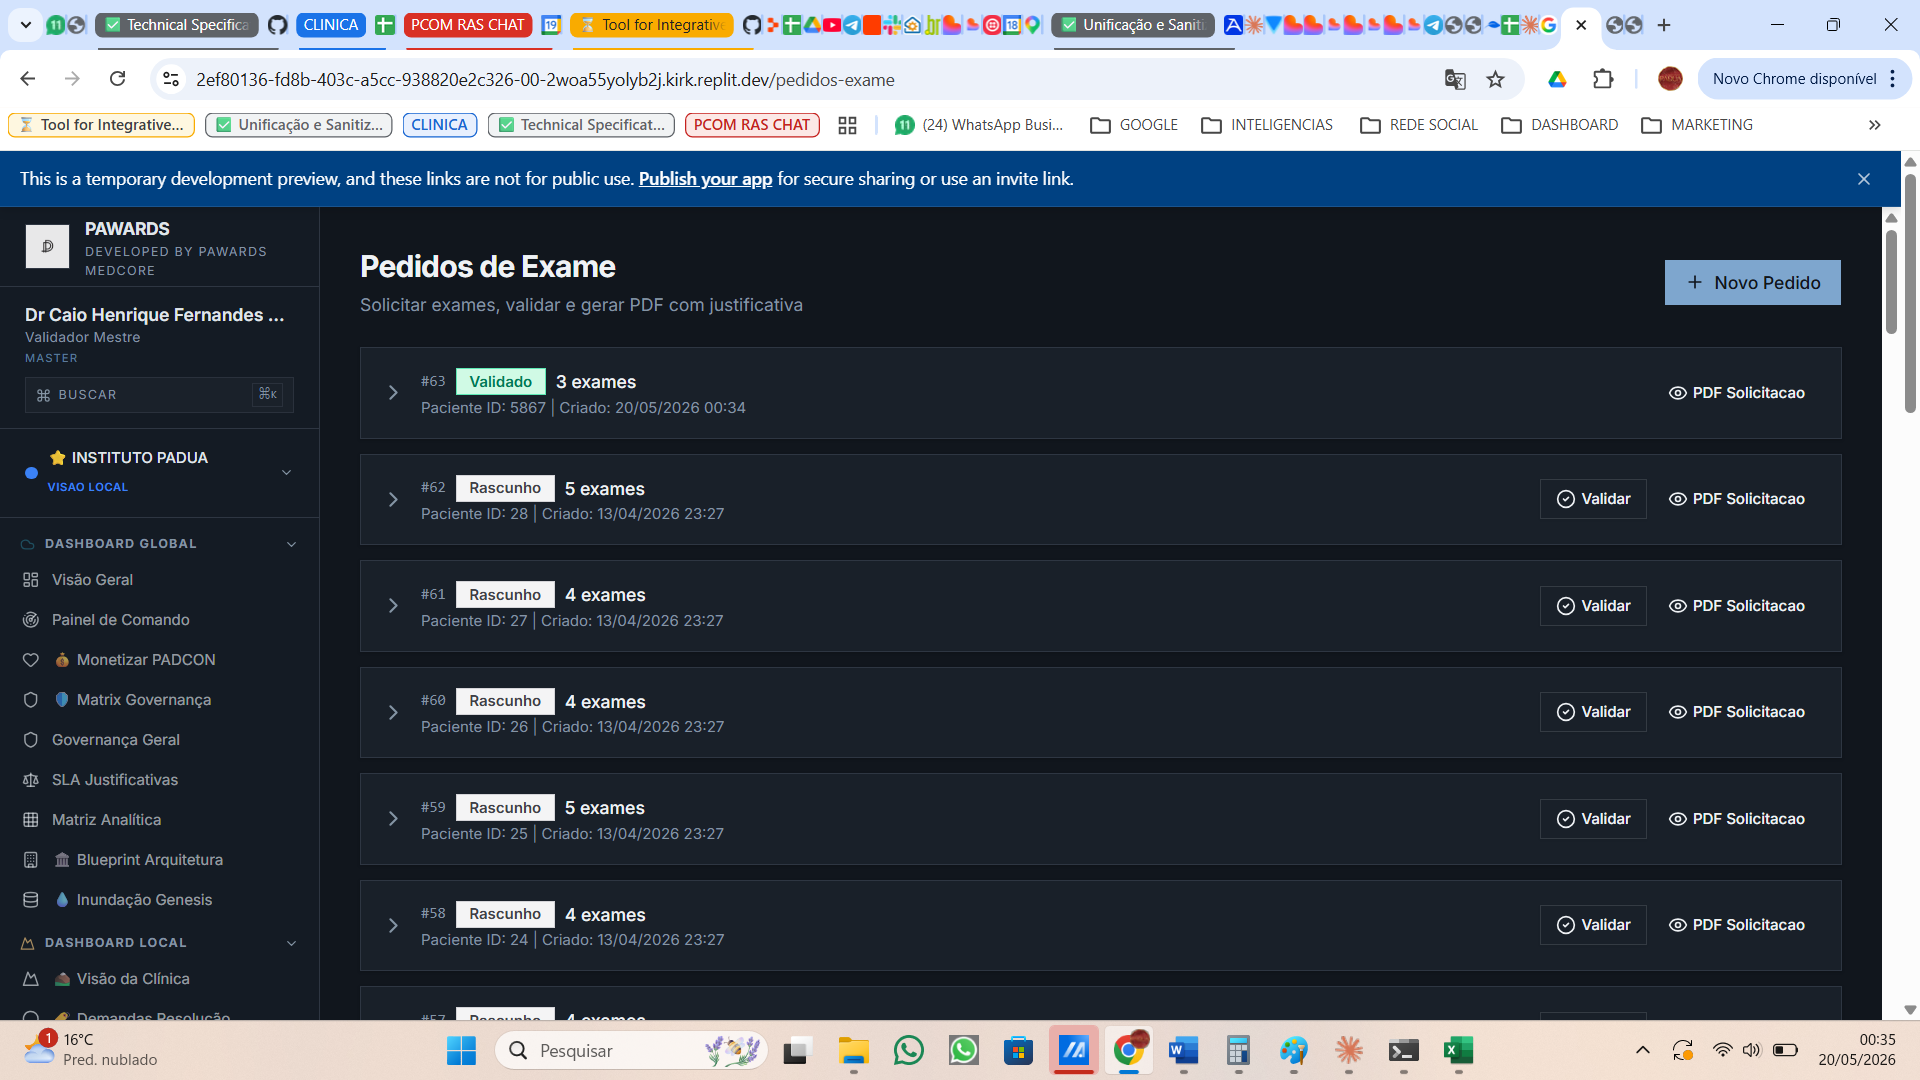 Technical Specifica
CLINICA
PCOM RAS CHAT
Tool for Integrative
Unificação e Saniti
2ef80136-fd8b-403c-a5cc-938820e2c326-00-2woa55yolyb2j.kirk.replit.dev/pedidos-exame
Novo Chrome disponível
Tool for Integrative...
Unificação e Sanitiz...
CLINICA
Technical Specificat...
PCOM RAS CHAT
(24) WhatsApp Busi...
GOOGLE
INTELIGENCIAS
REDE SOCIAL
DASHBOARD
MARKETING
This is a temporary development preview, and these links are not for public use. Publish your app for secure sharing or use an invite link.
PAWARDS
DEVELOPED BY PAWARDS
MEDCORE
Dr Caio Henrique Fernandes ...
Validador Mestre
MASTER
BUSCAR
⌘K
INSTITUTO PADUA
VISAO LOCAL
DASHBOARD GLOBAL
Visão Geral
Painel de Comando
Monetizar PADCON
Matrix Governança
Governança Geral
SLA Justificativas
Matriz Analítica
Blueprint Arquitetura
Inundação Genesis
DASHBOARD LOCAL
Visão da Clínica
Demandas Resolução
Pedidos de Exame
Solicitar exames, validar e gerar PDF com justificativa
+ Novo Pedido
#63 Validado 3 exames
Paciente ID: 5867 | Criado: 20/05/2026 00:34
PDF Solicitacao
#62 Rascunho 5 exames
Paciente ID: 28 | Criado: 13/04/2026 23:27
Validar
PDF Solicitacao
#61 Rascunho 4 exames
Paciente ID: 27 | Criado: 13/04/2026 23:27
Validar
PDF Solicitacao
#60 Rascunho 4 exames
Paciente ID: 26 | Criado: 13/04/2026 23:27
Validar
PDF Solicitacao
#59 Rascunho 5 exames
Paciente ID: 25 | Criado: 13/04/2026 23:27
Validar
PDF Solicitacao
#58 Rascunho 4 exames
Paciente ID: 24 | Criado: 13/04/2026 23:27
Validar
PDF Solicitacao
#57 Rascunho 4 exames
1
16°C
Pred. nublado
Pesquisar
00:35
20/05/2026